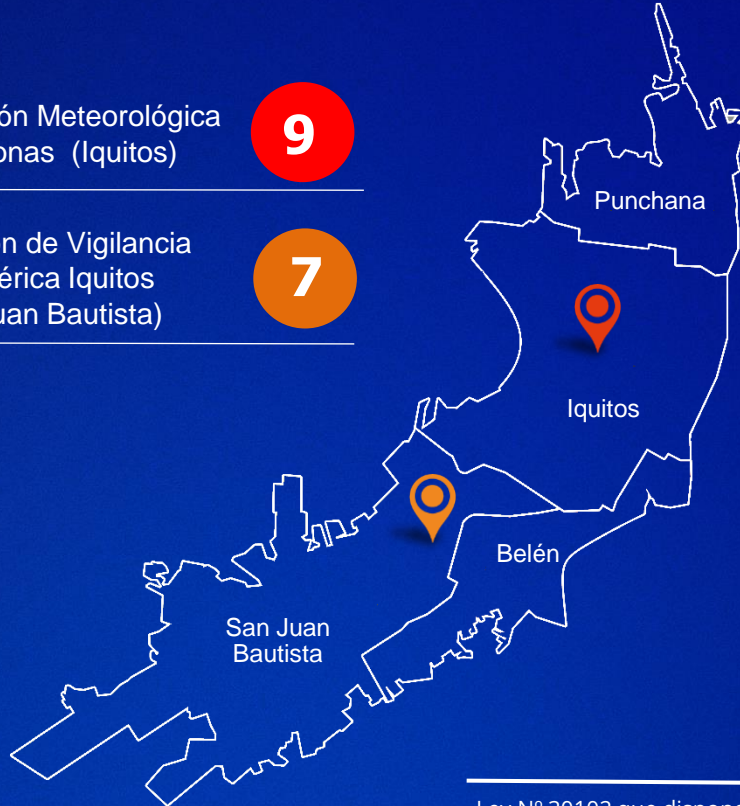 ón Meteorológica
onas (Iquitos)
9
n de Vigilancia
érica Iquitos
uan Bautista)
7
Punchana
Iquitos
Belén
San Juan
Bautista